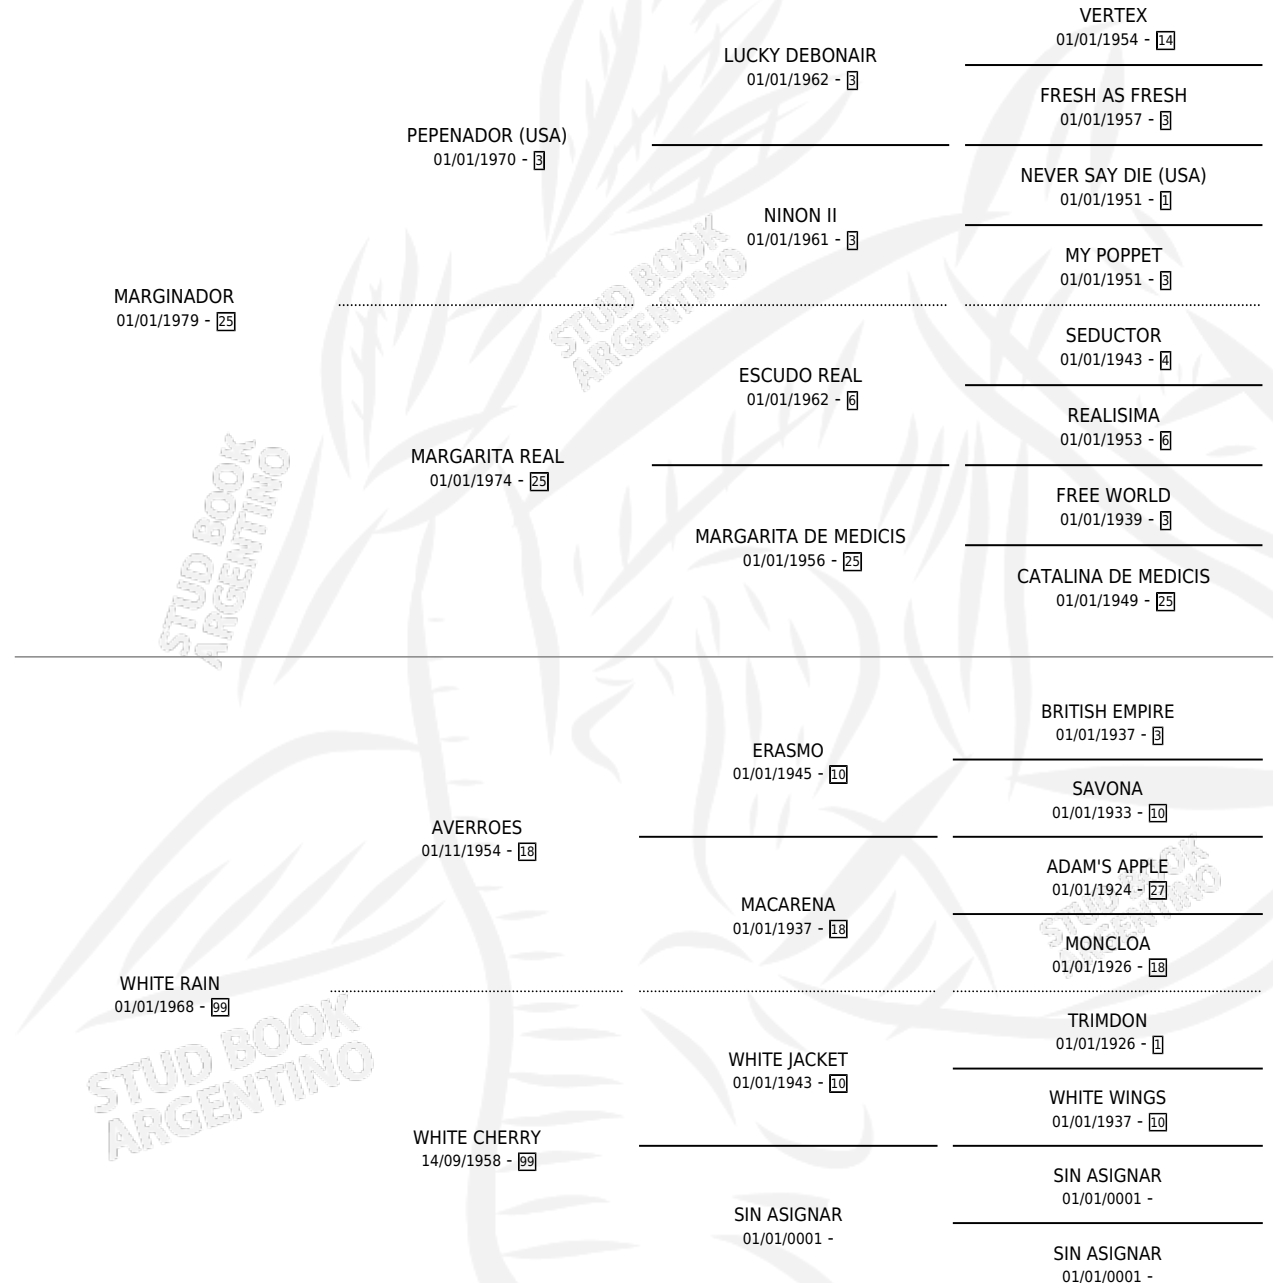 VERTEX
01/01/1954 - 14
LUCKY DEBONAIR
01/01/1962 - 3
FRESH AS FRESH
01/01/1957 - 3
PEPENADOR (USA)
01/01/1970 - 3
NEVER SAY DIE (USA)
01/01/1951 - 1
NINON II
01/01/1961 - 3
MY POPPET
01/01/1951 - 3
MARGINADOR
01/01/1979 - 25
SEDUCTOR
01/01/1943 - 4
ESCUDO REAL
01/01/1962 - 6
REALISIMA
01/01/1953 - 6
MARGARITA REAL
01/01/1974 - 25
FREE WORLD
01/01/1939 - 3
MARGARITA DE MEDICIS
01/01/1956 - 25
CATALINA DE MEDICIS
01/01/1949 - 25
STUD BOOK
ARGENTINO
STUD BOOK
ARGENTINO
BRITISH EMPIRE
01/01/1937 - 3
ERASMO
01/01/1945 - 10
SAVONA
01/01/1933 - 10
AVERROES
01/11/1954 - 18
ADAM'S APPLE
01/01/1924 - 27
MACARENA
01/01/1937 - 18
MONCLOA
01/01/1926 - 18
STUD BOOK
ARGENTINO
WHITE RAIN
01/01/1968 - 99
TRIMDON
01/01/1926 - 1
WHITE JACKET
01/01/1943 - 10
WHITE WINGS
01/01/1937 - 10
WHITE CHERRY
14/09/1958 - 99
SIN ASIGNAR
01/01/0001 -
SIN ASIGNAR
01/01/0001 -
SIN ASIGNAR
01/01/0001 -
STUD BOOK
ARGENTINO